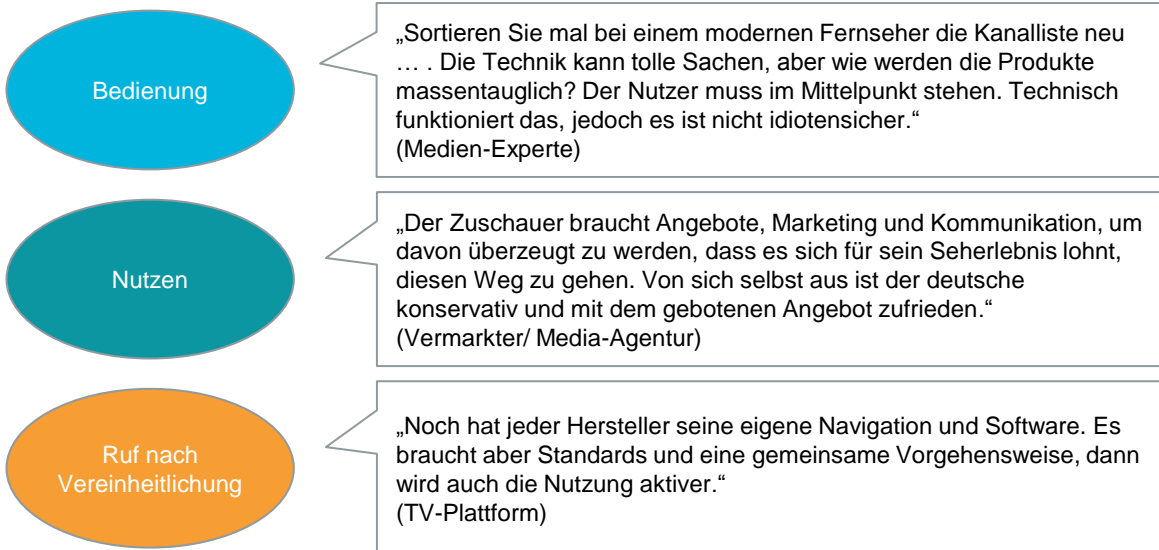 Bedienung
„Sortieren Sie mal bei einem modernen Fernseher die Kanalliste neu
… . Die Technik kann tolle Sachen, aber wie werden die Produkte
massentauglich? Der Nutzer muss im Mittelpunkt stehen. Technisch
funktioniert das, jedoch es ist nicht idiotensicher.“
(Medien-Experte)
Nutzen
„Der Zuschauer braucht Angebote, Marketing und Kommunikation, um
davon überzeugt zu werden, dass es sich für sein Seherlebnis lohnt,
diesen Weg zu gehen. Von sich selbst aus ist der deutsche
konservativ und mit dem gebotenen Angebot zufrieden.“
(Vermarkter/ Media-Agentur)
Ruf nach
Vereinheitlichung
„Noch hat jeder Hersteller seine eigene Navigation und Software. Es
braucht aber Standards und eine gemeinsame Vorgehensweise, dann
wird auch die Nutzung aktiver.“
(TV-Plattform)